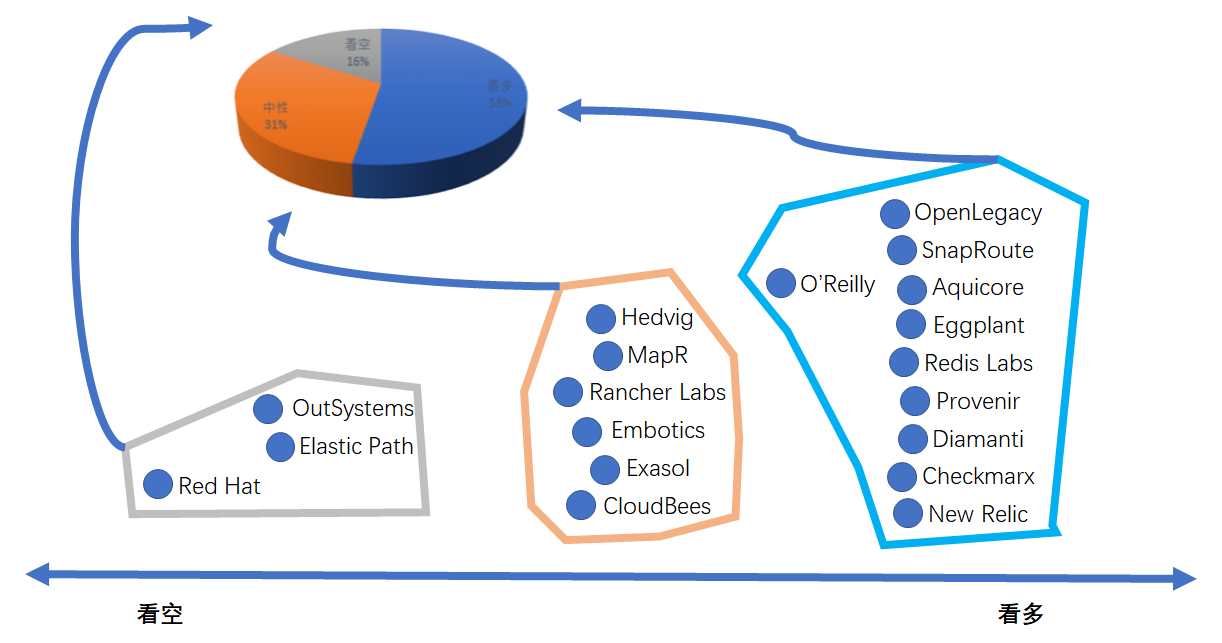 看空
16%
看多
53%
中性
31%
OpenLegacy
SnapRoute
O’Reilly
Aquicore
Eggplant
Redis Labs
Provenir
Diamanti
Checkmarx
New Relic
Hedvig
MapR
Rancher Labs
Embotics
Exasol
CloudBees
OutSystems
Elastic Path
Red Hat
看空
看多